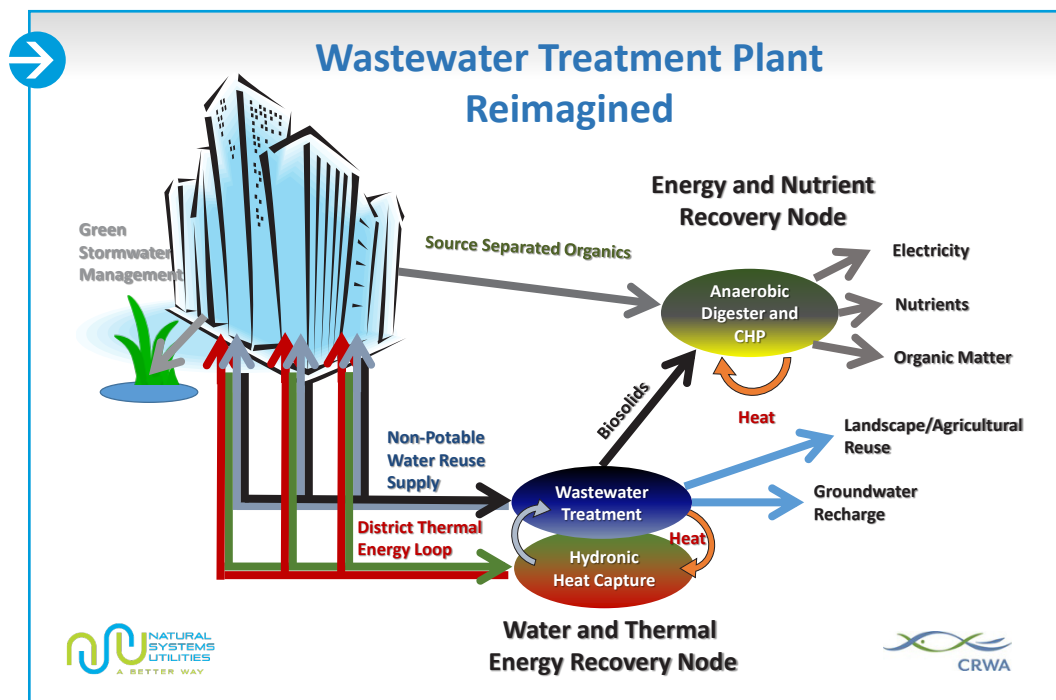 Wastewater Treatment Plant
Reimagined
Energy and Nutrient
Recovery Node
Green
Stormwater
Management
Source Separated Organics
Electricity
Anaerobic
Digester and
CHP
Nutrients
Organic Matter
Heat
Biosolids
Landscape/Agricultural
Reuse
Non-Potable
Water Reuse
Supply
Wastewater
Treatment
Groundwater
Recharge
District Thermal
Energy Loop
Heat
Hydronic
Heat Capture
Water and Thermal
Energy Recovery Node
NATURAL
SYSTEMS
UTILITIES
A BETTER WAY
CRWA